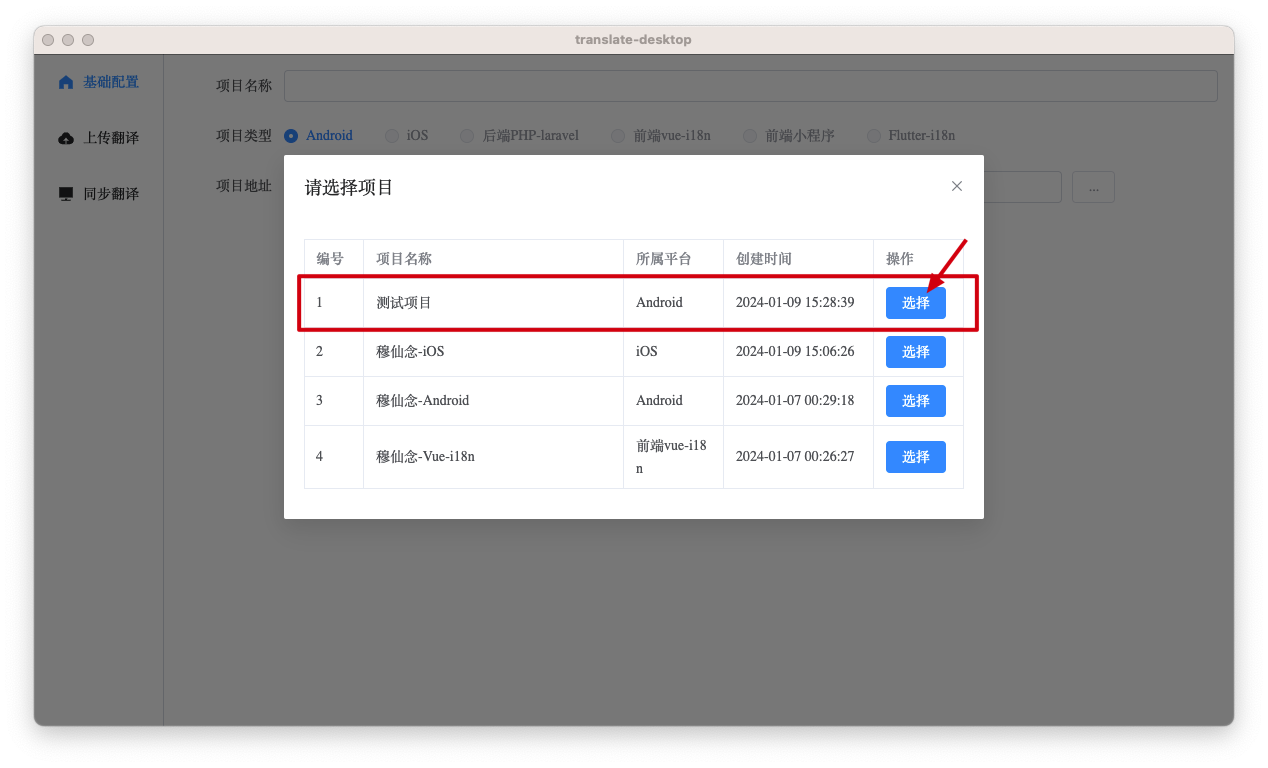 translate-desktop
基础配置
上传翻译
同步翻译
项目名称
项目类型 Android iOS 后端PHP-laravel 前端vue-i18n 前端小程序 Flutter-i18n
项目地址 ...
请选择项目
编号 项目名称 所属平台 创建时间 操作
1 测试项目 Android 2024-01-09 15:28:39 选择
2 穆仙念-iOS iOS 2024-01-09 15:06:26 选择
3 穆仙念-Android Android 2024-01-07 00:29:18 选择
4 穆仙念-Vue-i18n 前端vue-i18
n 2024-01-07 00:26:27 选择